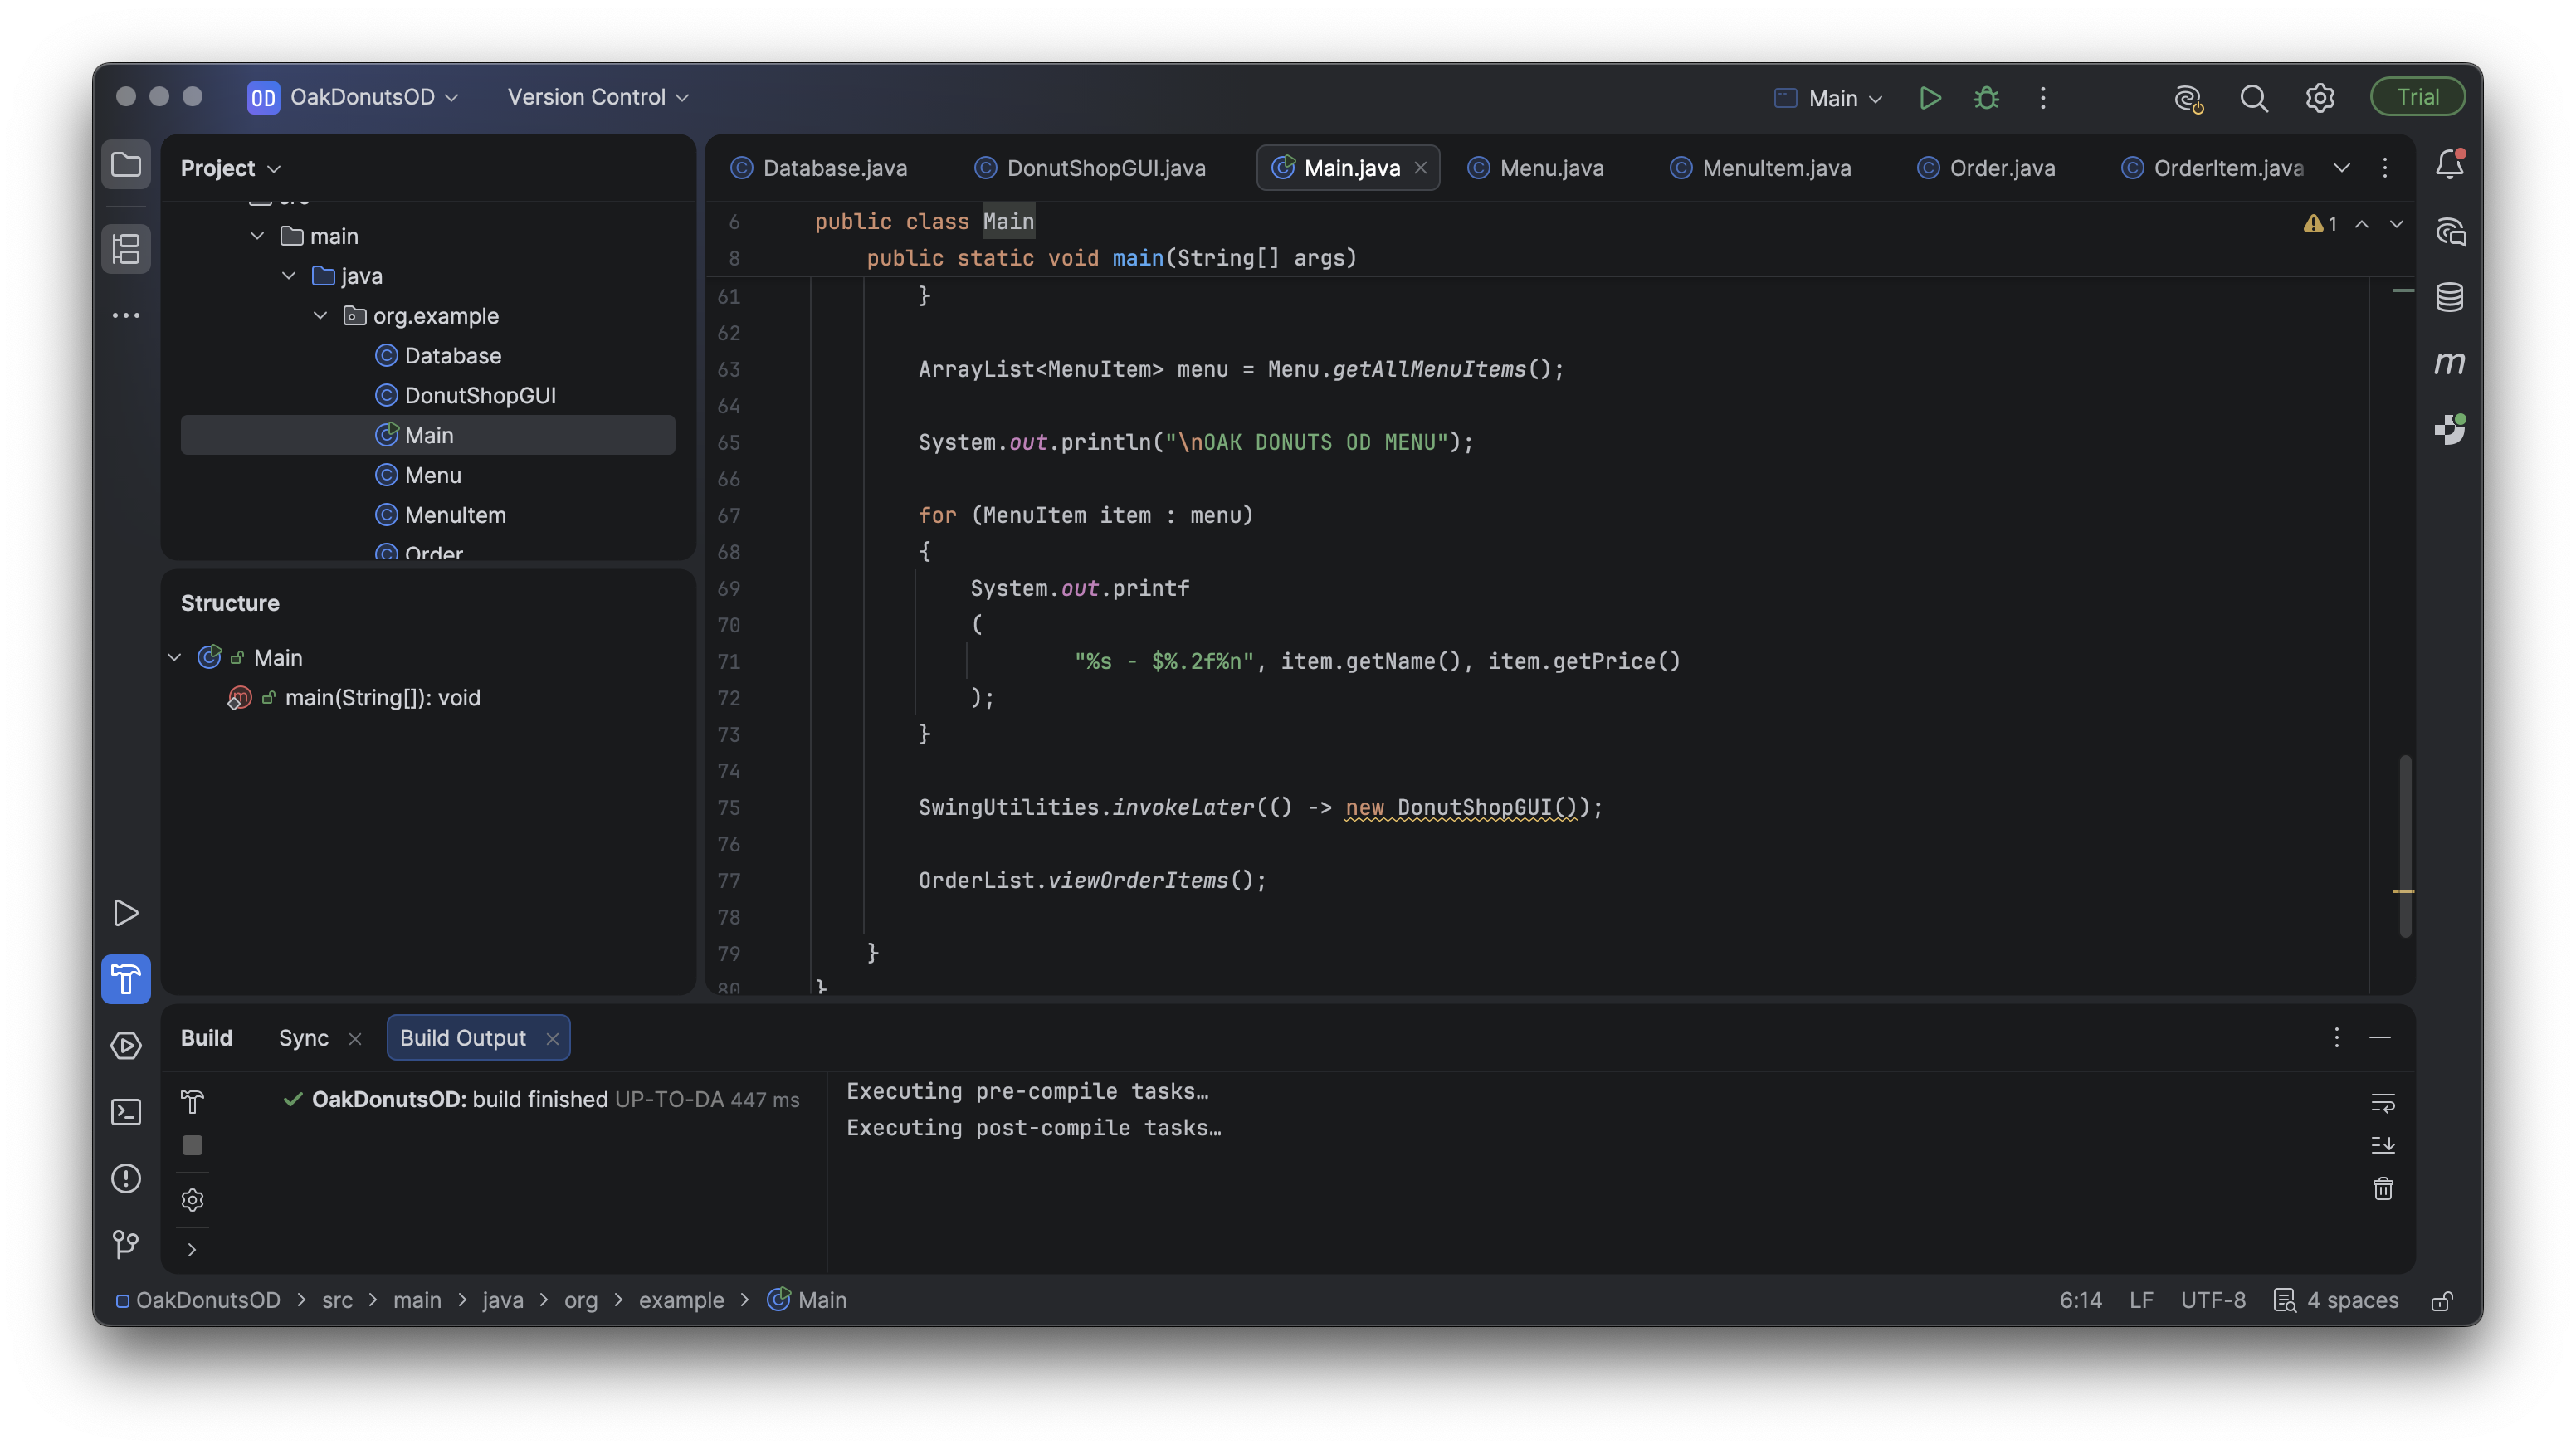 OD OakDonutsOD Version Control Main Trial
Project
src
main
java
org.example
Database
DonutShopGUI
Main
Menu
MenuItem
Order
Structure
Main
main(String[]): void
Database.java DonutShopGUI.java Main.java Menu.java MenuItem.java Order.java OrderItem.java
6 public class Main
1
8 public static void main(String[] args)
61 }
62
63 ArrayList<MenuItem> menu = Menu.getAllMenuItems();
64
65 System.out.println("\nOAK DONUTS OD MENU");
66
67 for (MenuItem item : menu)
68 {
69 System.out.printf
70 (
71 "%s - $%.2f%n", item.getName(), item.getPrice()
72 );
73 }
74
75 SwingUtilities.invokeLater(() -> new DonutShopGUI());
76
77 OrderList.viewOrderItems();
78
79 }
80 }
Build Sync Build Output
OakDonutsOD: build finished UP-TO-DA 447 ms
Executing pre-compile tasks…
Executing post-compile tasks…
OakDonutsOD > src > main > java > org > example > Main
6:14 LF UTF-8 4 spaces